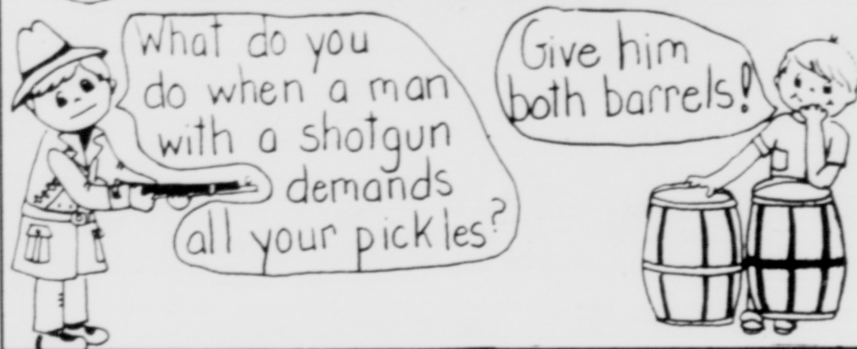 What do you
do when a man
with a shotgun
demands
all your pickles?
Give him
both barrels!